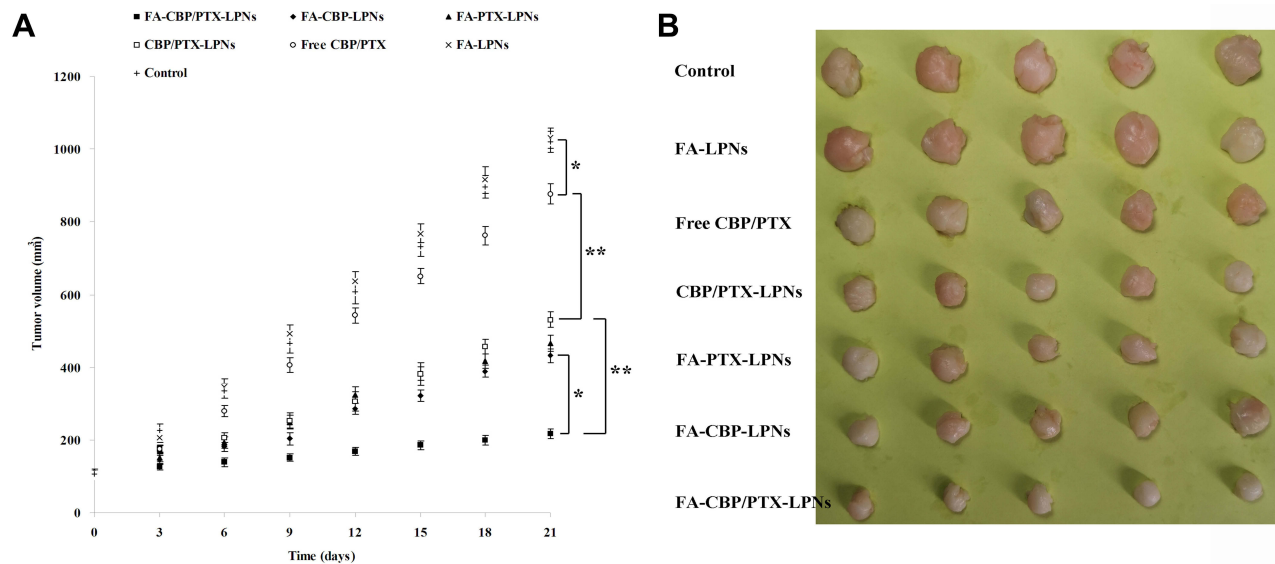 A
FA-CBP/PTX-LPNs FA-CBP-LPNs FA-PTX-LPNs
CBP/PTX-LPNs Free CBP/PTX FA-LPNs
Control
1200
1000
800
600
400
200
0
Tumor volume (mm³)
0 3 6 9 12 15 18 21
Time (days)
*
**
**
*
B
Control
FA-LPNs
Free CBP/PTX
CBP/PTX-LPNs
FA-PTX-LPNs
FA-CBP-LPNs
FA-CBP/PTX-LPNs